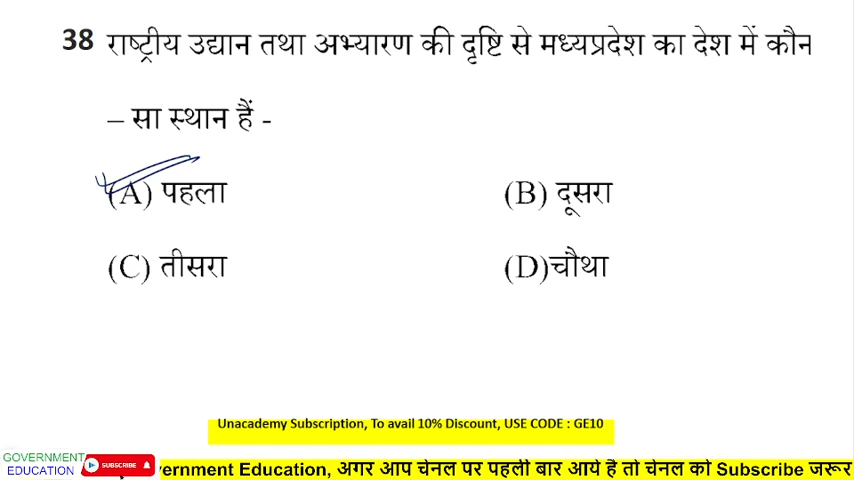 38 राष्ट्रीय उद्यान तथा अभ्यारण की दृष्टि से मध्यप्रदेश का देश में कौन
– सा स्थान हैं -
(A) पहला (B) दूसरा
(C) तीसरा (D)चौथा
Unacademy Subscription, To avail 10% Discount, USE CODE : GE10
GOVERNMENT
EDUCATION
SUBSCRIBE
vernment Education, अगर आप चेनल पर पहली बार आये है तो चेनल को Subscribe जरूर